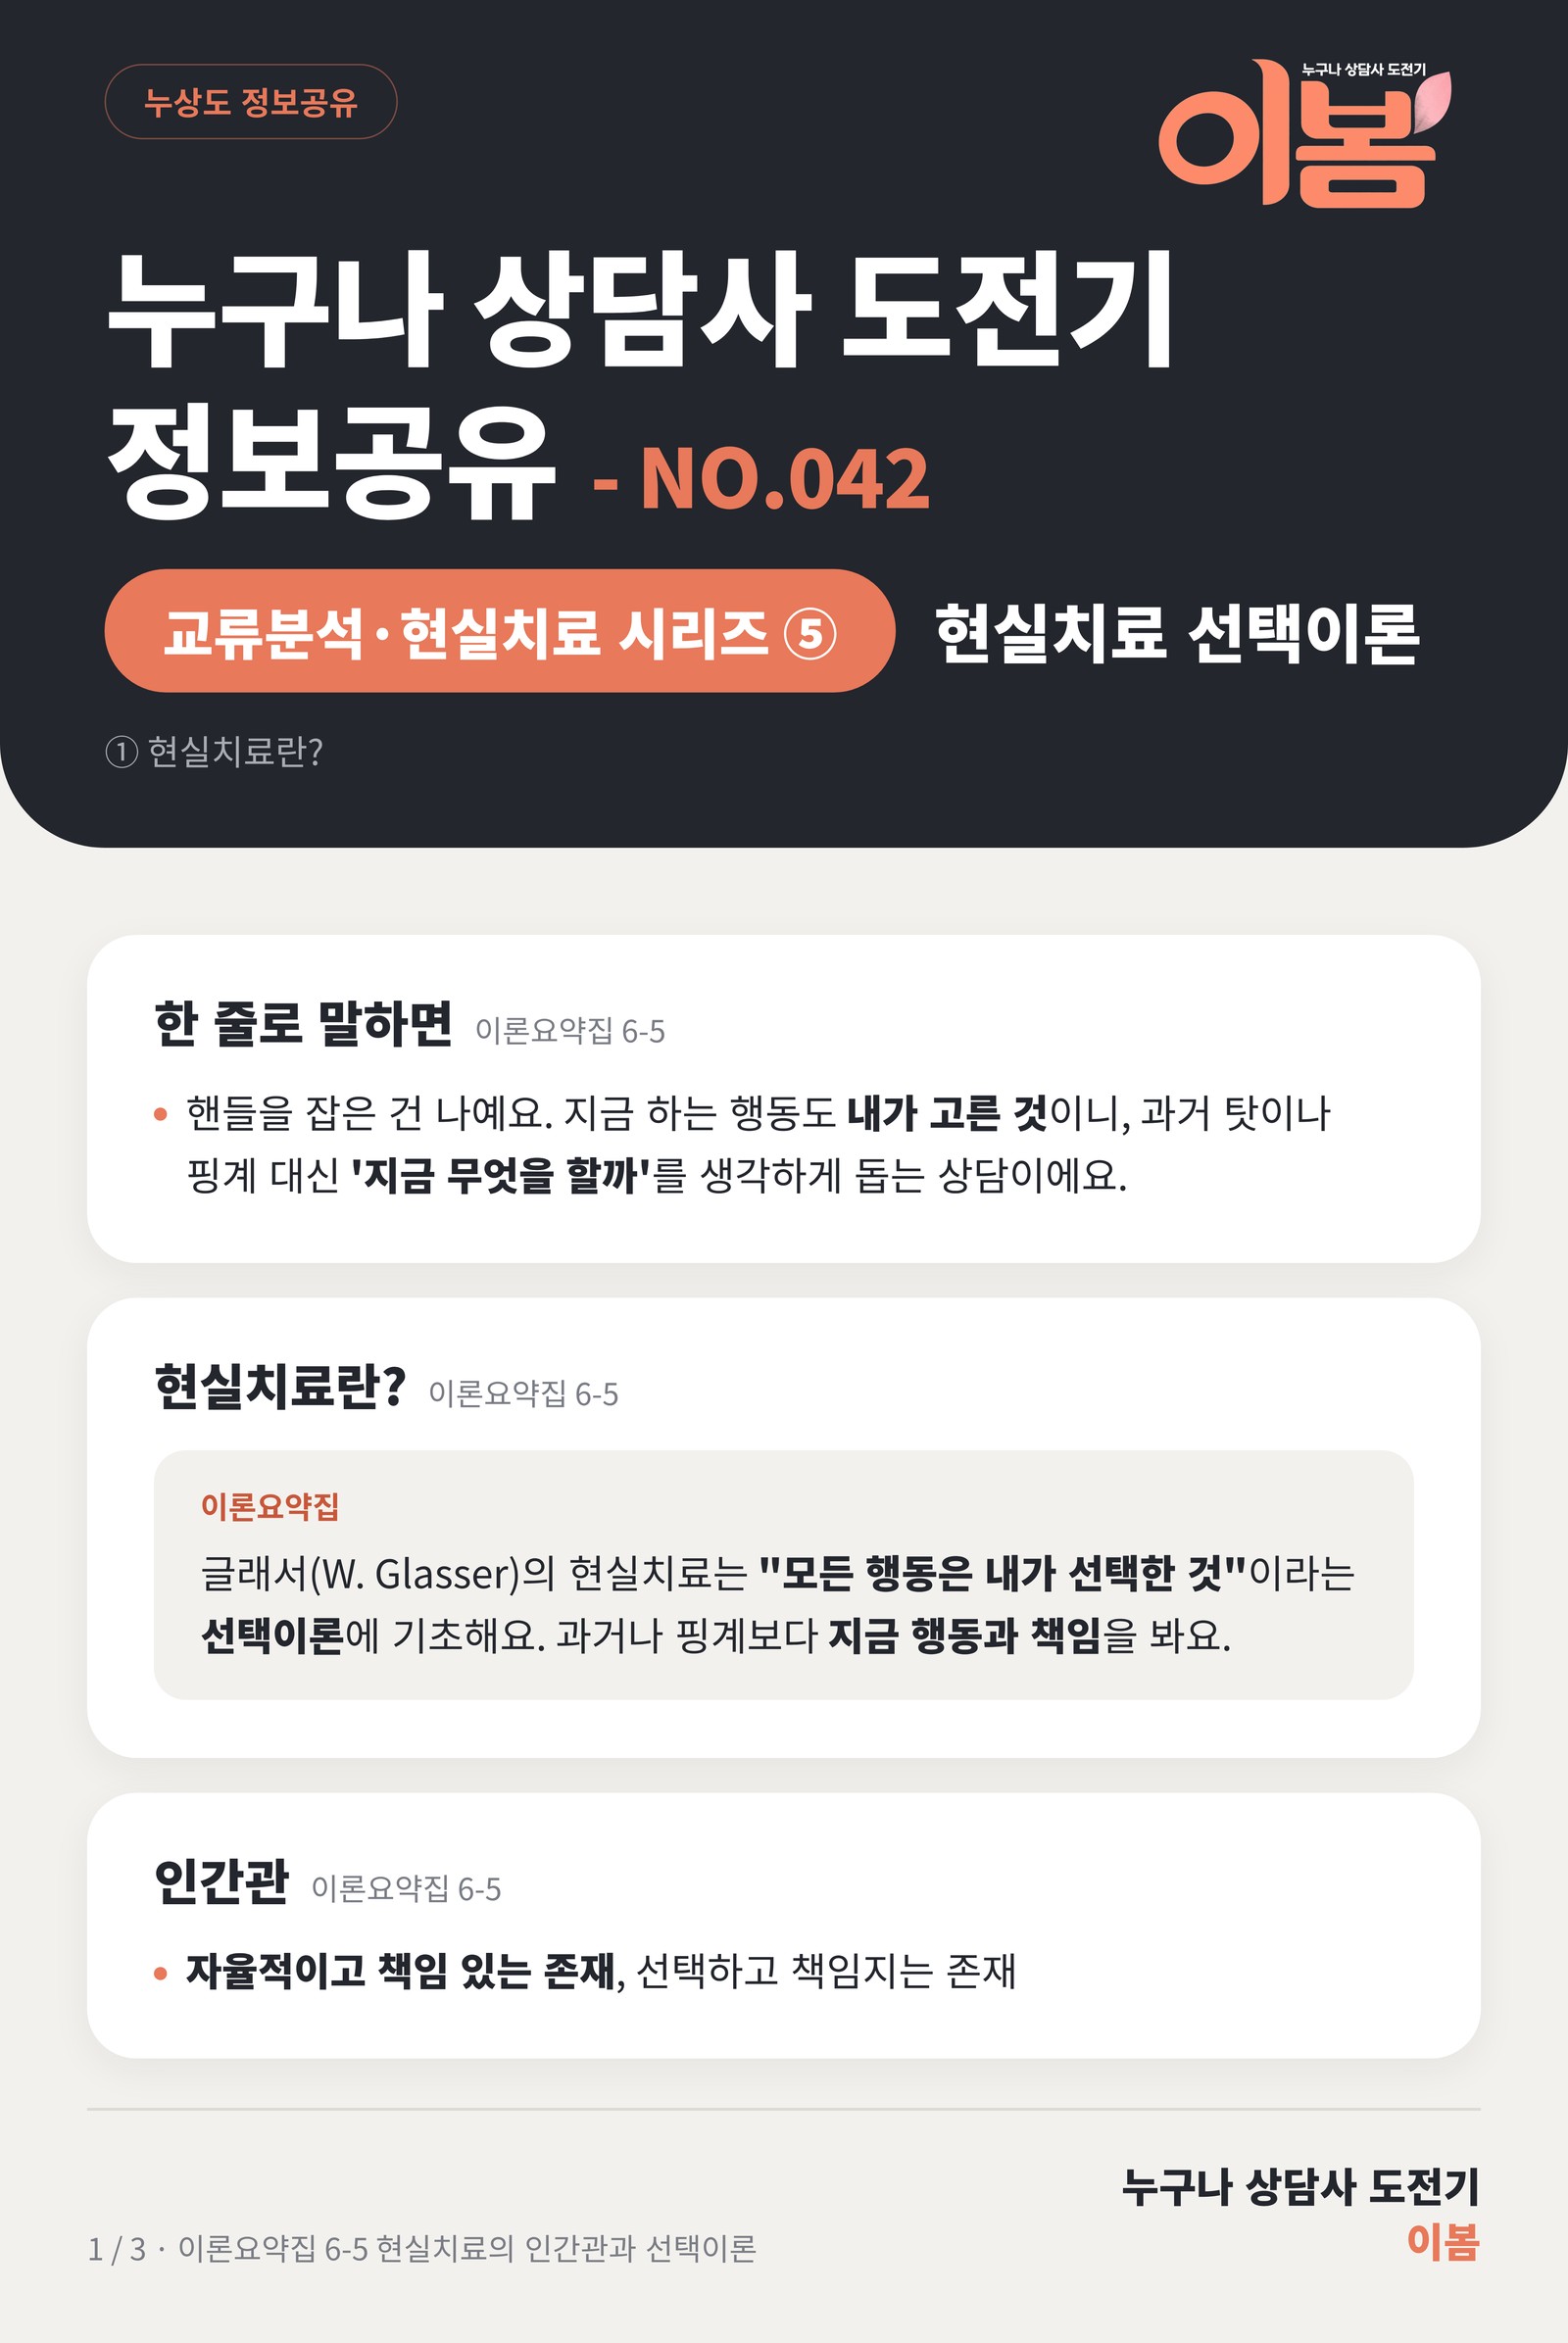 누상도 정보공유
누구나 상담사 도전기
이봄
누구나 상담사 도전기
정보공유 - NO.042
교류분석·현실치료 시리즈 ⑤ 현실치료 선택이론
① 현실치료란?
한 줄로 말하면 이론요약집 6-5
• 핸들을 잡은 건 나예요. 지금 하는 행동도 내가 고른 것이니, 과거 탓이나
핑계 대신 '지금 무엇을 할까'를 생각하게 돕는 상담이에요.
현실치료란? 이론요약집 6-5
이론요약집
글래서(W. Glasser)의 현실치료는 "모든 행동은 내가 선택한 것"이라는
선택이론에 기초해요. 과거나 핑계보다 지금 행동과 책임을 봐요.
인간관 이론요약집 6-5
• 자율적이고 책임 있는 존재, 선택하고 책임지는 존재
누구나 상담사 도전기
1 / 3 · 이론요약집 6-5 현실치료의 인간관과 선택이론
이봄